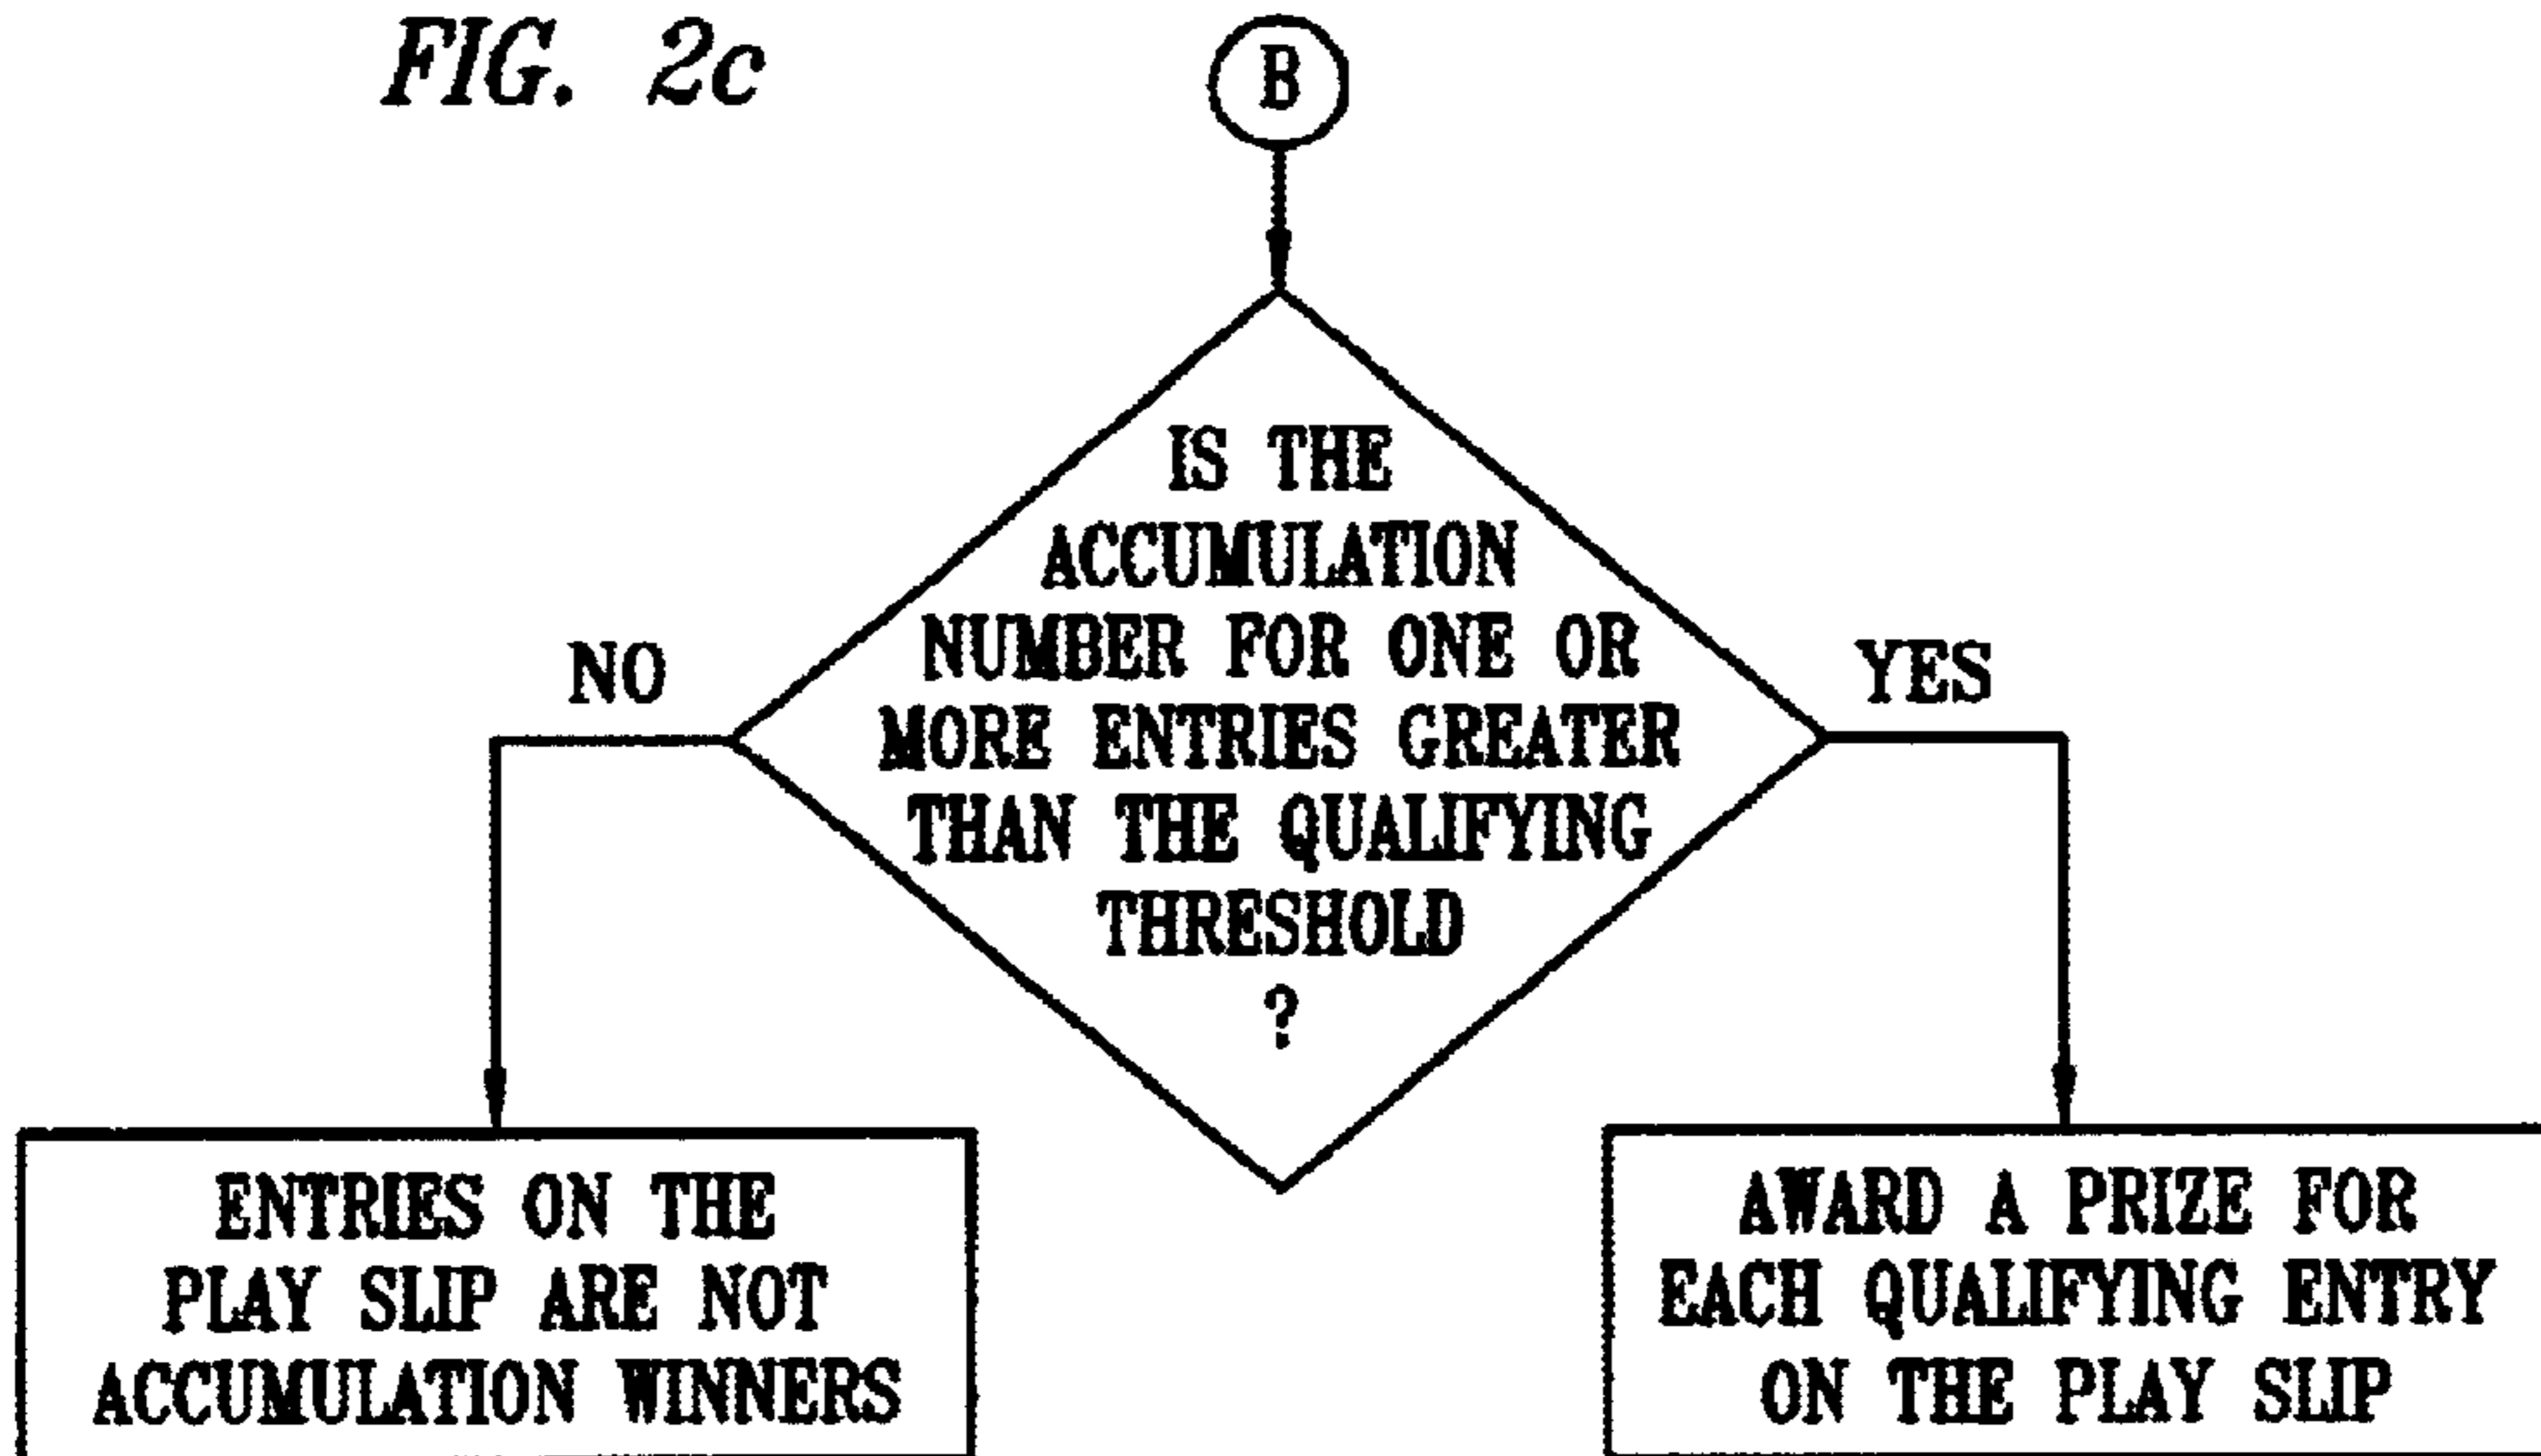 FIG. 2c
B
IS THE
ACCUMULATION
NUMBER FOR ONE OR
MORE ENTRIES GREATER
THAN THE QUALIFYING
THRESHOLD
?
NO
YES
ENTRIES ON THE
PLAY SLIP ARE NOT
ACCUMULATION WINNERS
AWARD A PRIZE FOR
EACH QUALIFYING ENTRY
ON THE PLAY SLIP